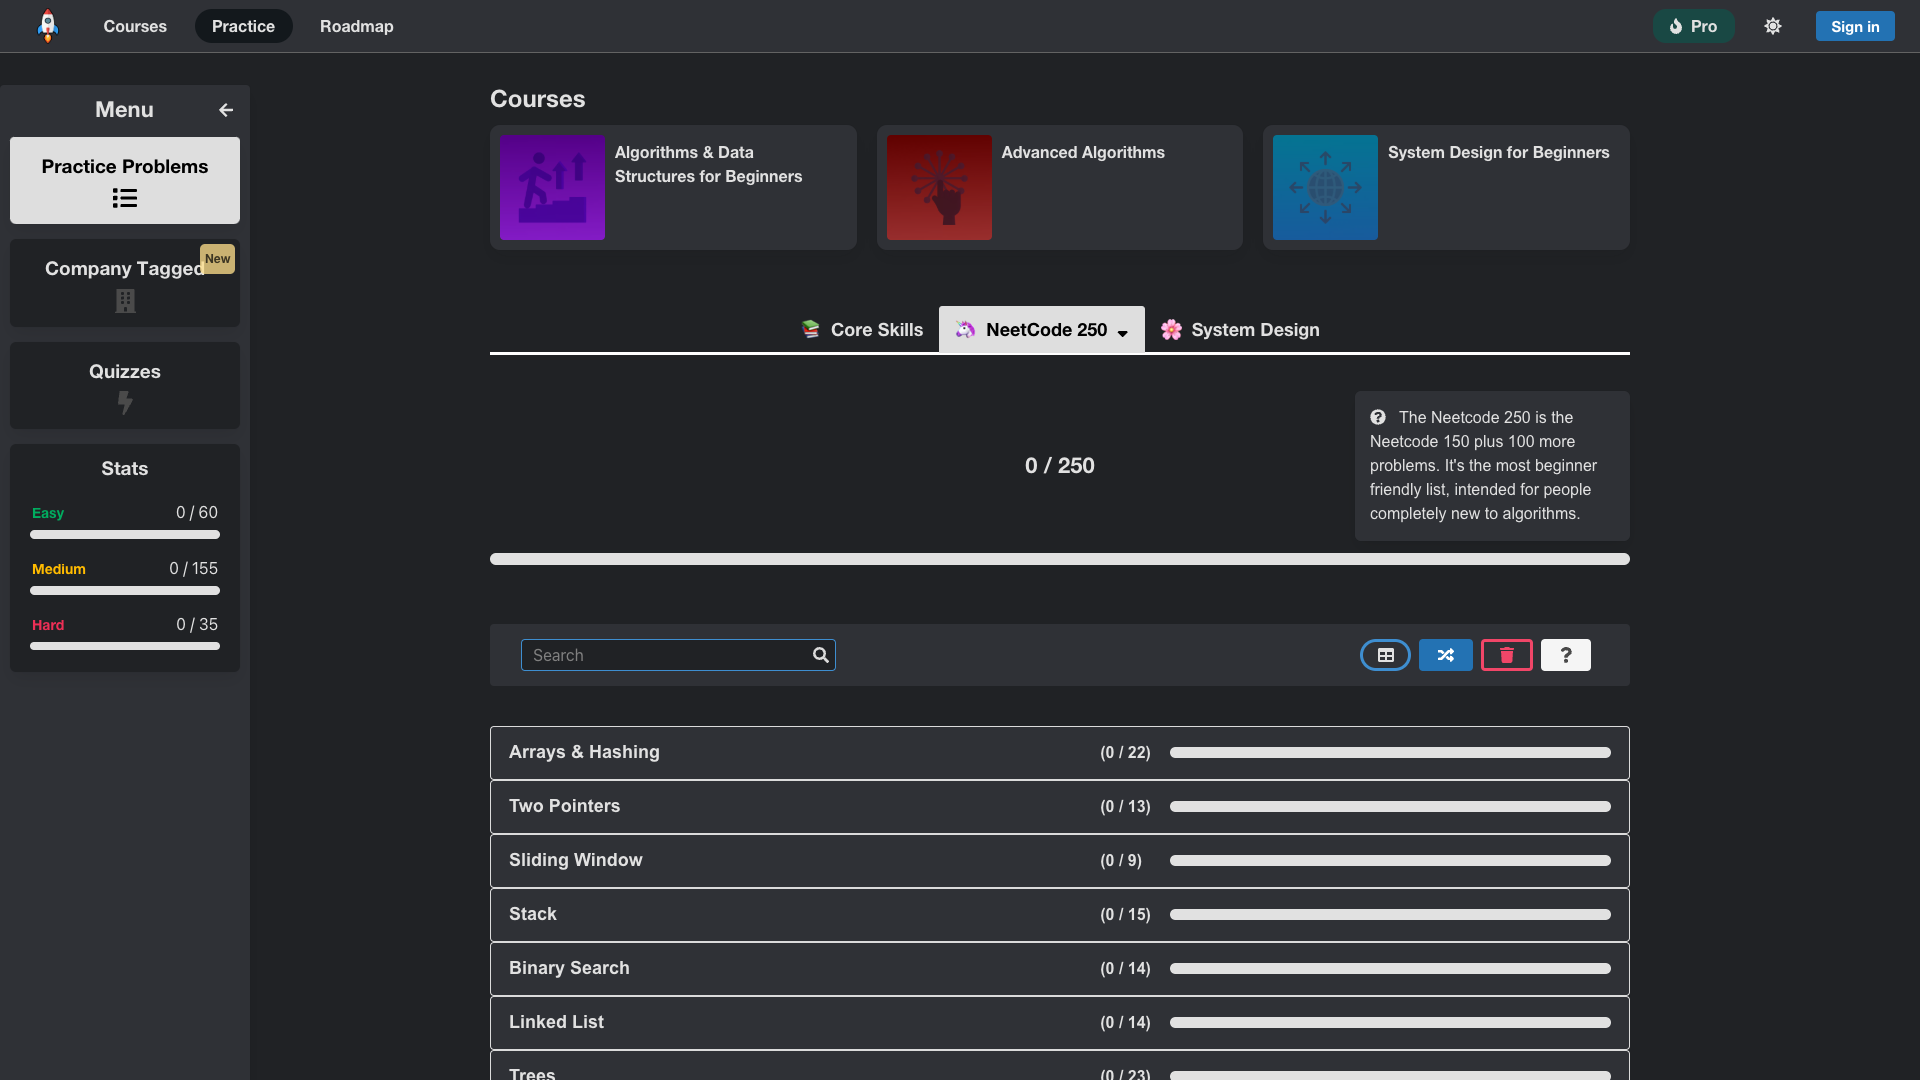 Courses
Practice
Roadmap
Pro
Sign in
Menu
Practice Problems
Company Tagged
New
Quizzes
Stats
Easy 0 / 60
Medium 0 / 155
Hard 0 / 35
Courses
Algorithms & Data
Structures for Beginners
Advanced Algorithms
System Design for Beginners
Core Skills
NeetCode 250
System Design
0 / 250
The Neetcode 250 is the
Neetcode 150 plus 100 more
problems. It's the most beginner
friendly list, intended for people
completely new to algorithms.
Search
?
Arrays & Hashing (0 / 22)
Two Pointers (0 / 13)
Sliding Window (0 / 9)
Stack (0 / 15)
Binary Search (0 / 14)
Linked List (0 / 14)
Trees (0 / 23)